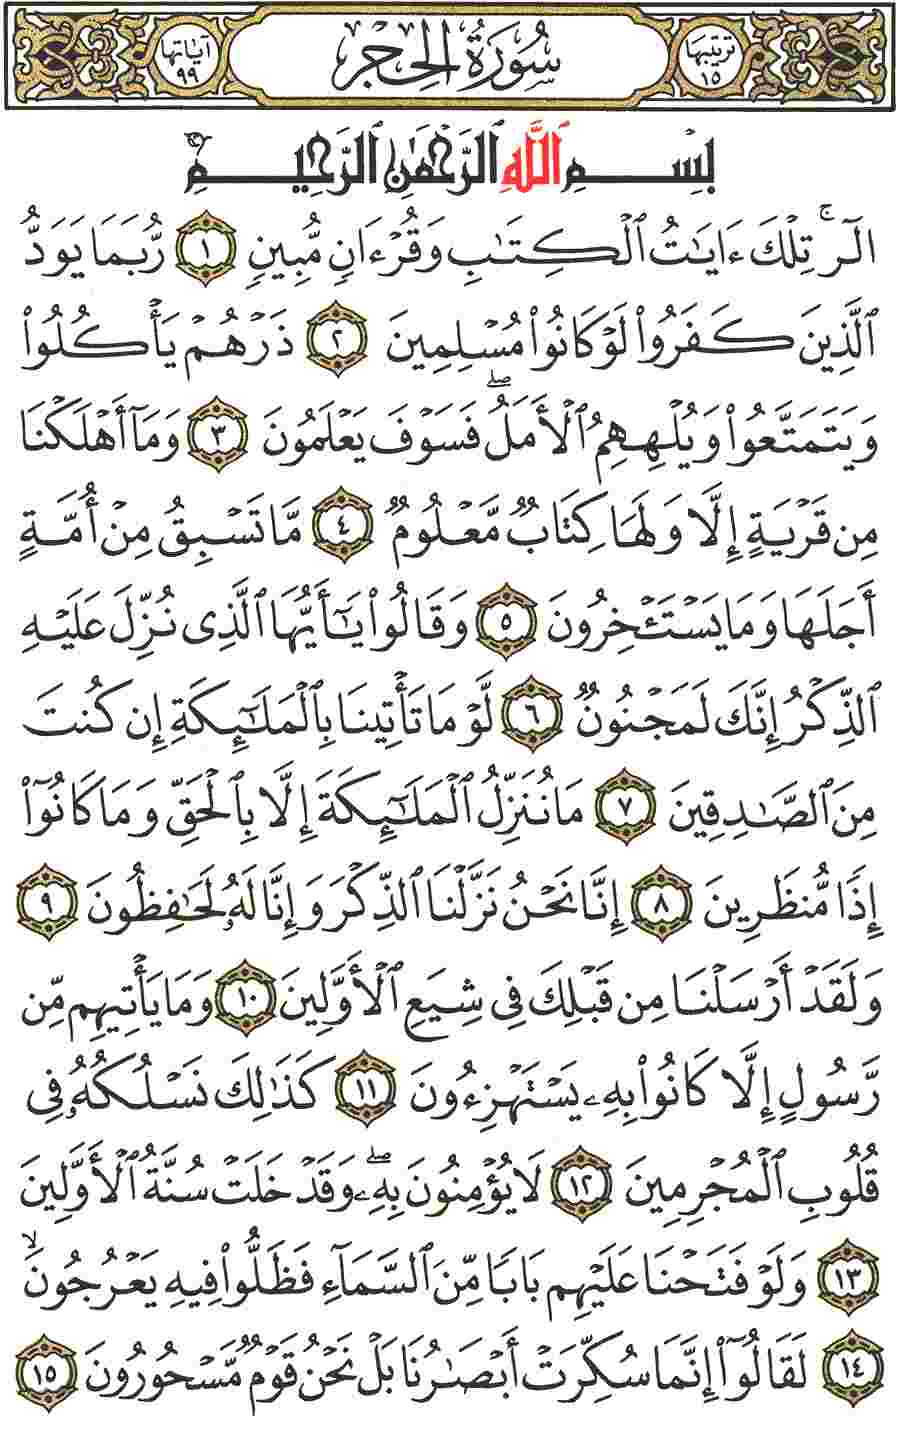 ترتيبها ١٥
سُورَةُ الحِجْرِ
آياتها ٩٩
بِسْمِ ٱللَّهِ ٱلرَّحْمَٰنِ ٱلرَّحِيمِ
الٓرۚ تِلْكَ ءَايَٰتُ ٱلْكِتَٰبِ وَقُرْءَانٖ مُّبِينٖ ١ رُّبَمَا يَوَدُّ
ٱلَّذِينَ كَفَرُواْ لَوْ كَانُواْ مُسْلِمِينَ ٢ ذَرْهُمْ يَأْكُلُواْ
وَيَتَمَتَّعُواْ وَيُلْهِهِمُ ٱلْأَمَلُۖ فَسَوْفَ يَعْلَمُونَ ٣ وَمَآ أَهْلَكْنَا
مِن قَرْيَةٍ إِلَّا وَلَهَا كِتَابٞ مَّعْلُومٞ ٤ مَّا تَسْبِقُ مِنْ أُمَّةٍ
أَجَلَهَا وَمَا يَسْتَـْٔخِرُونَ ٥ وَقَالُواْ يَٰٓأَيُّهَا ٱلَّذِى نُزِّلَ عَلَيْهِ
ٱلذِّكْرُ إِنَّكَ لَمَجْنُونٞ ٦ لَّوْ مَا تَأْتِينَا بِٱلْمَلَٰٓئِكَةِ إِن كُنتَ
مِنَ ٱلصَّٰدِقِينَ ٧ مَا نُنَزِّلُ ٱلْمَلَٰٓئِكَةَ إِلَّا بِٱلْحَقِّ وَمَا كَانُوٓاْ
إِذٗا مُّنظَرِينَ ٨ إِنَّا نَحْنُ نَزَّلْنَا ٱلذِّكْرَ وَإِنَّا لَهُۥ لَحَٰفِظُونَ ٩
وَلَقَدْ أَرْسَلْنَا مِن قَبْلِكَ فِى شِيَعِ ٱلْأَوَّلِينَ ١٠ وَمَا يَأْتِيهِم مِّن
رَّسُولٍ إِلَّا كَانُواْ بِهِۦ يَسْتَهْزِءُونَ ١١ كَذَٰلِكَ نَسْلُكُهُۥ فِى
قُلُوبِ ٱلْمُجْرِمِينَ ١٢ لَا يُؤْمِنُونَ بِهِۦۖ وَقَدْ خَلَتْ سُنَّةُ ٱلْأَوَّلِينَ
١٣ وَلَوْ فَتَحْنَا عَلَيْهِم بَابٗا مِّنَ ٱلسَّمَآءِ فَظَلُّواْ فِيهِ يَعْرُجُونَۙ
١٤ لَقَالُوٓاْ إِنَّمَا سُكِّرَتْ أَبْصَٰرُنَا بَلْ نَحْنُ قَوْمٞ مَّسْحُورُونَ ١٥